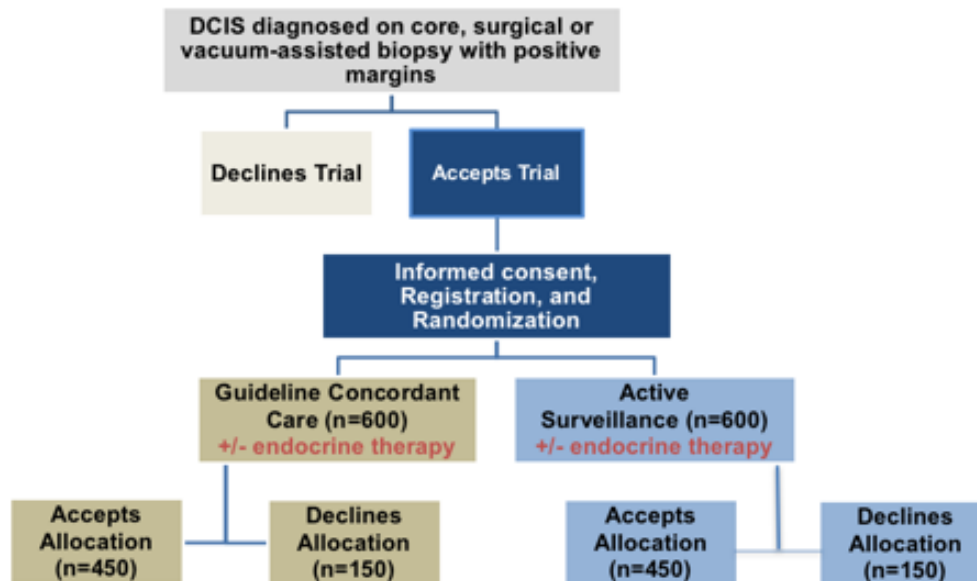 DCIS diagnosed on core, surgical or
vacuum-assisted biopsy with positive
margins
Declines Trial
Accepts Trial
Informed consent,
Registration, and
Randomization
Guideline Concordant
Care (n=600)
+/- endocrine therapy
Active
Surveillance (n=600)
+/- endocrine therapy
Accepts
Allocation
(n=450)
Declines
Allocation
(n=150)
Accepts
Allocation
(n=450)
Declines
Allocation
(n=150)